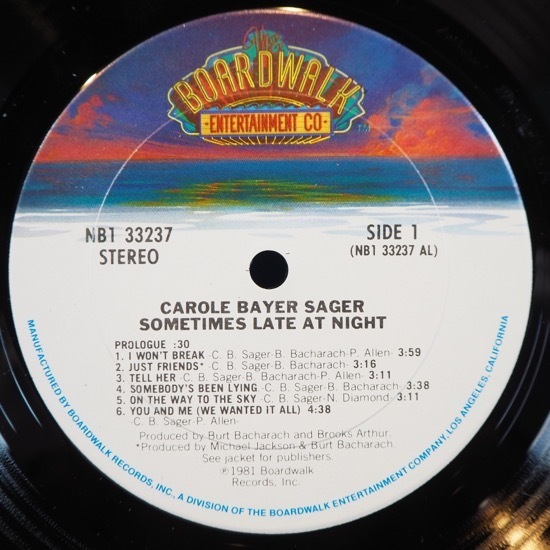 The
BOARDWALK
ENTERTAINMENT CO.
TM
NB1 33237
STEREO
SIDE 1
(NB1 33237 AL)
CAROLE BAYER SAGER
SOMETIMES LATE AT NIGHT
PROLOGUE :30
1. I WON'T BREAK -C. B. Sager-B. Bacharach-P. Allen- 3:59
2. JUST FRIENDS* -C. B. Sager-B. Bacharach- 3:16
3. TELL HER -C. B. Sager-B. Bacharach-P. Allen- 3:11
4. SOMEBODY'S BEEN LYING -C. B. Sager-B. Bacharach- 3:38
5. ON THE WAY TO THE SKY -C. B. Sager-N. Diamond- 3:11
6. YOU AND ME (WE WANTED IT ALL) 4:38
-C. B. Sager-P. Allen-
Produced by Burt Bacharach and Brooks Arthur.
*Produced by Michael Jackson & Burt Bacharach.
See jacket for publishers.
℗1981 Boardwalk
Records, Inc.
MANUFACTURED BY BOARDWALK RECORDS, INC., A DIVISION OF THE BOARDWALK ENTERTAINMENT COMPANY, LOS ANGELES, CALIFORNIA